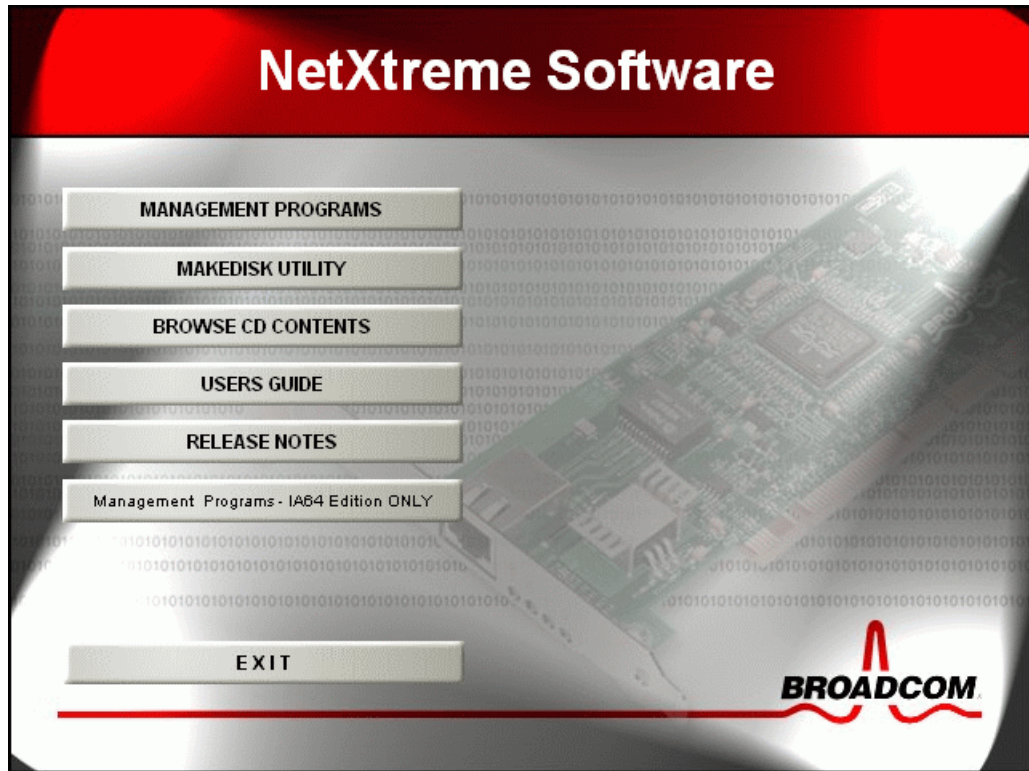 NetXtreme Software
MANAGEMENT PROGRAMS
MAKEDISK UTILITY
BROWSE CD CONTENTS
USERS GUIDE
RELEASE NOTES
Management Programs - IA64 Edition ONLY
EXIT
BROADCOM